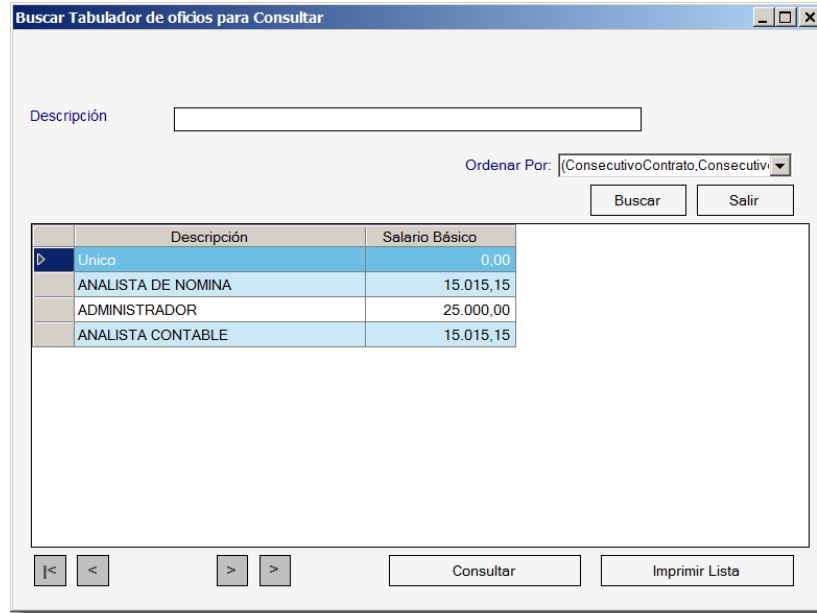 Buscar Tabulador de oficios para Consultar
Descripción
Ordenar Por: (ConsecutivoContrato,Consecutiv
Buscar Salir
Descripción Salario Básico
Unico 0,00
ANALISTA DE NOMINA 15.015,15
ADMINISTRADOR 25.000,00
ANALISTA CONTABLE 15.015,15
|< < > > Consultar Imprimir Lista